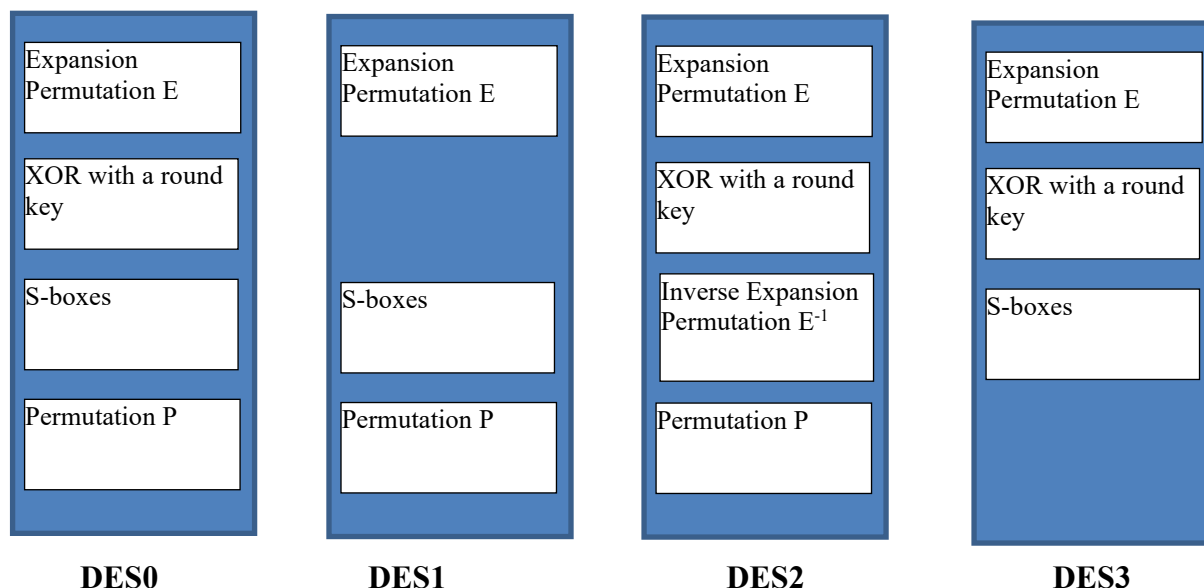 Expansion
Permutation E
XOR with a round
key
S-boxes
Permutation P
DES0
Expansion
Permutation E
S-boxes
Permutation P
DES1
Expansion
Permutation E
XOR with a round
key
Inverse Expansion
Permutation E-1
Permutation P
DES2
Expansion
Permutation E
XOR with a round
key
S-boxes
DES3